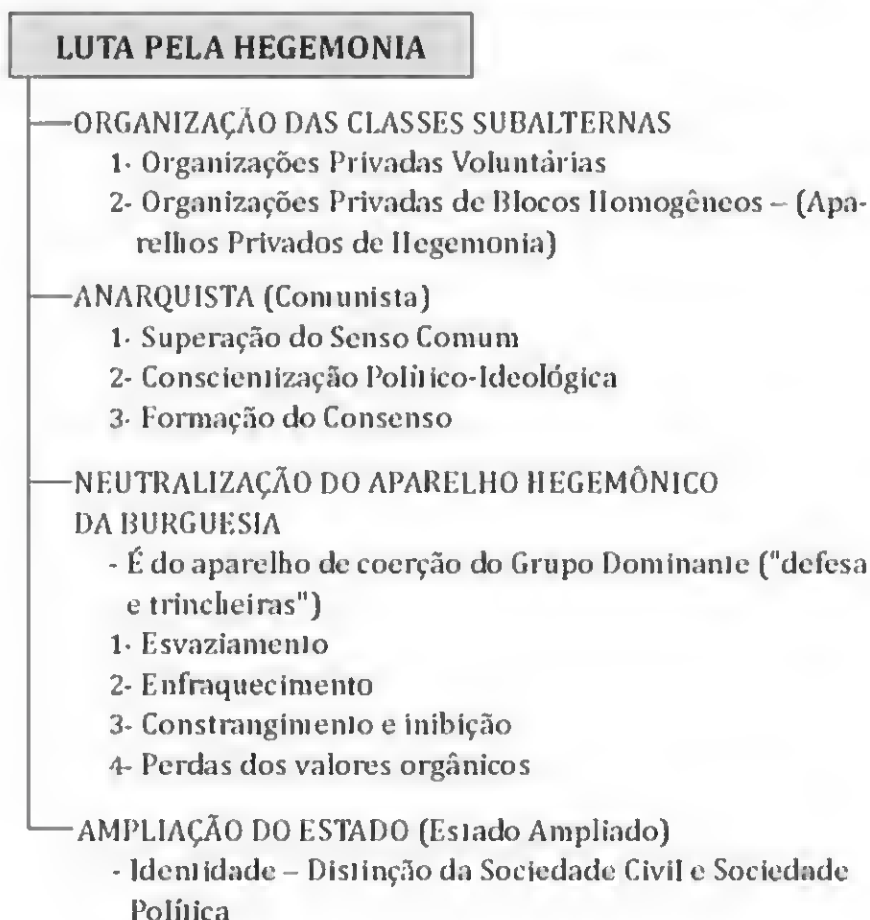 LUTA PELA HEGEMONIA
ORGANIZAÇÃO DAS CLASSES SUBALTERNAS
1- Organizações Privadas Voluntárias
2- Organizações Privadas de Blocos Homogêneos – (Apa-
relhos Privados de Hegemonia)
ANARQUISTA (Comunista)
1- Superação do Senso Comum
2- Conscientização Político-Ideológica
3- Formação do Consenso
NEUTRALIZAÇÃO DO APARELHO HEGEMÔNICO
DA BURGUESIA
- É do aparelho de coerção do Grupo Dominante ("defesa
e trincheiras")
1- Esvaziamento
2- Enfraquecimento
3- Constrangimento e inibição
4- Perdas dos valores orgânicos
AMPLIAÇÃO DO ESTADO (Estado Ampliado)
- Identidade – Distinção da Sociedade Civil e Sociedade
Política